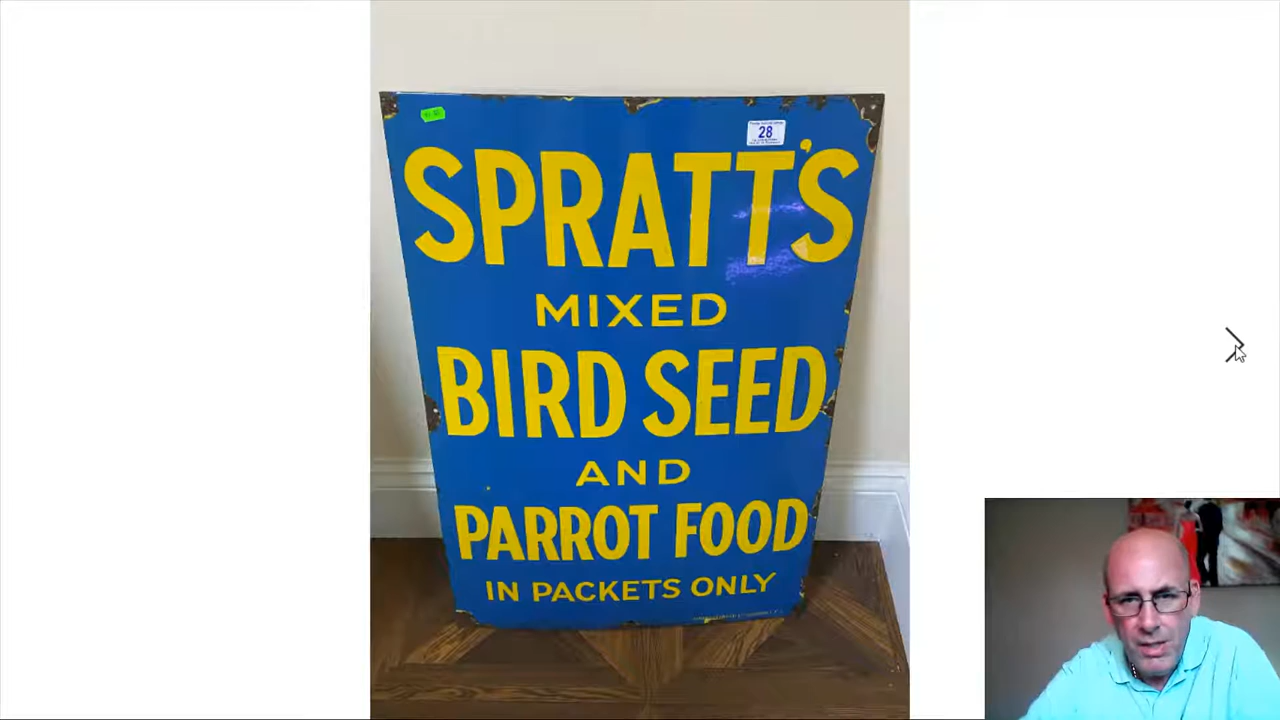 28
SPRATT'S
MIXED
BIRD SEED
AND
PARROT FOOD
IN PACKETS ONLY